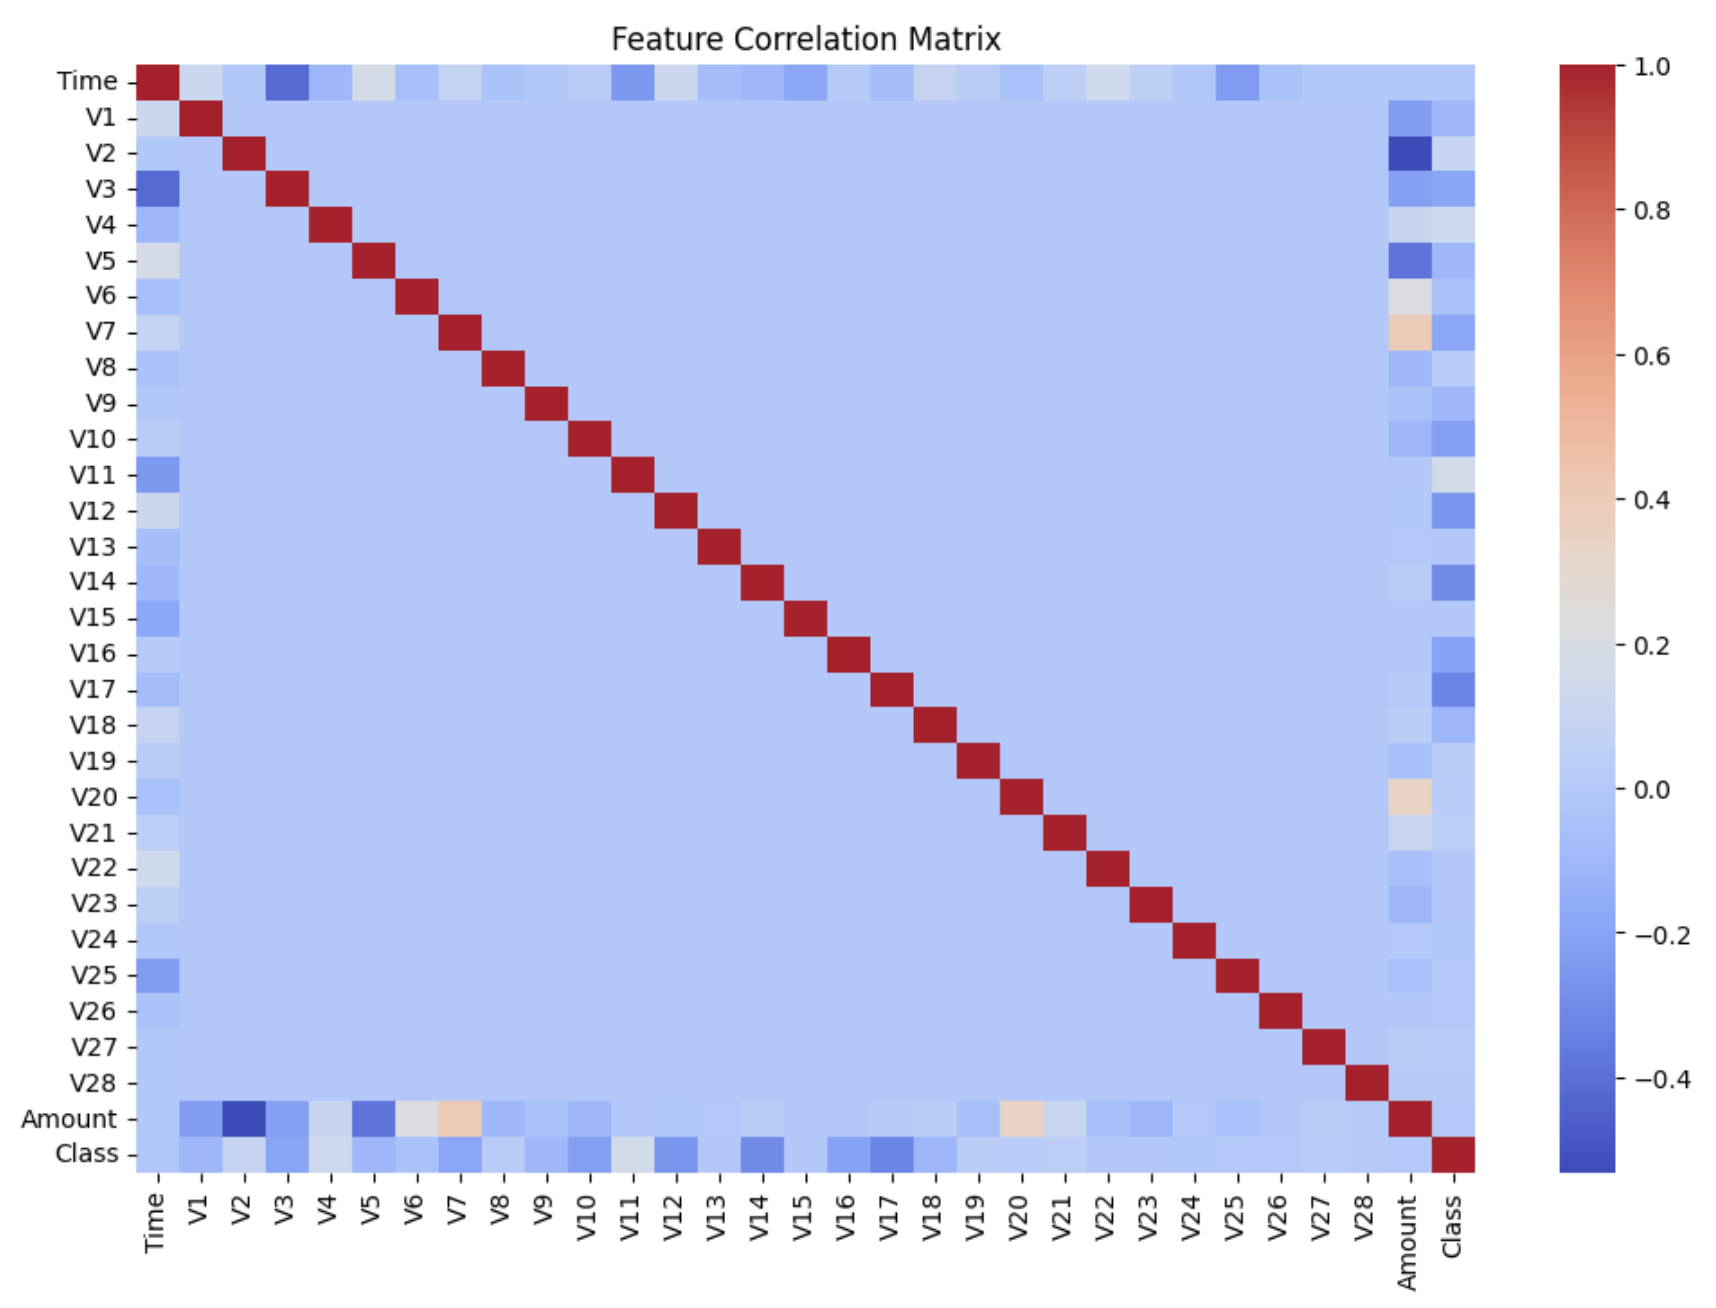 Feature Correlation Matrix
Time
V1
V2
V3
V4
V5
V6
V7
V8
V9
V10
V11
V12
V13
V14
V15
V16
V17
V18
V19
V20
V21
V22
V23
V24
V25
V26
V27
V28
Amount
Class
Time V1 V2 V3 V4 V5 V6 V7 V8 V9 V10 V11 V12 V13 V14 V15 V16 V17 V18 V19 V20 V21 V22 V23 V24 V25 V26 V27 V28 Amount Class
1.0
0.8
0.6
0.4
0.2
0.0
−0.2
−0.4